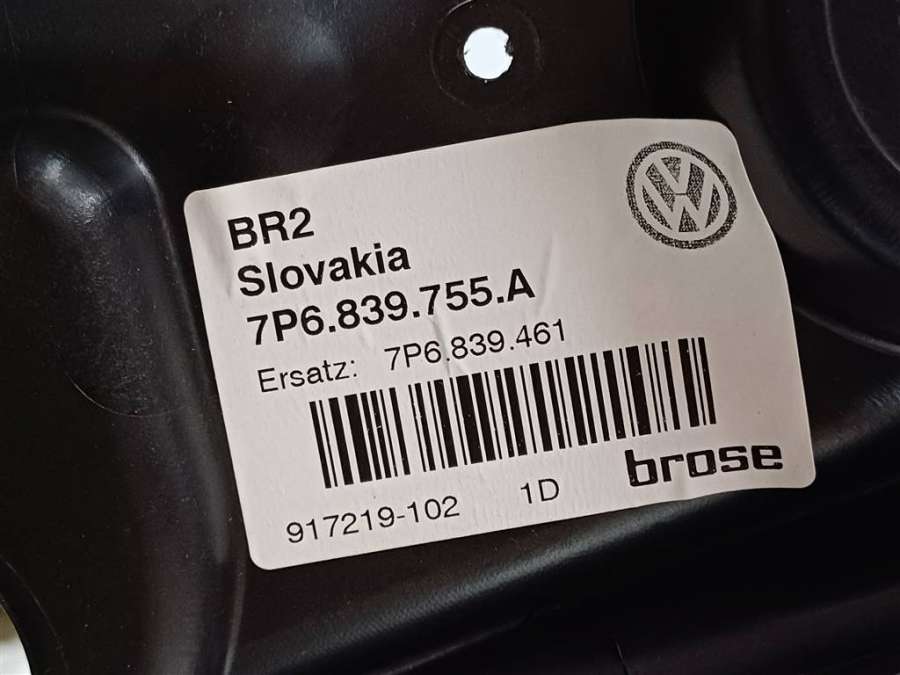 BR2
Slovakia
7P6.839.755.A
Ersatz: 7P6.839.461
917219-102 1D brose